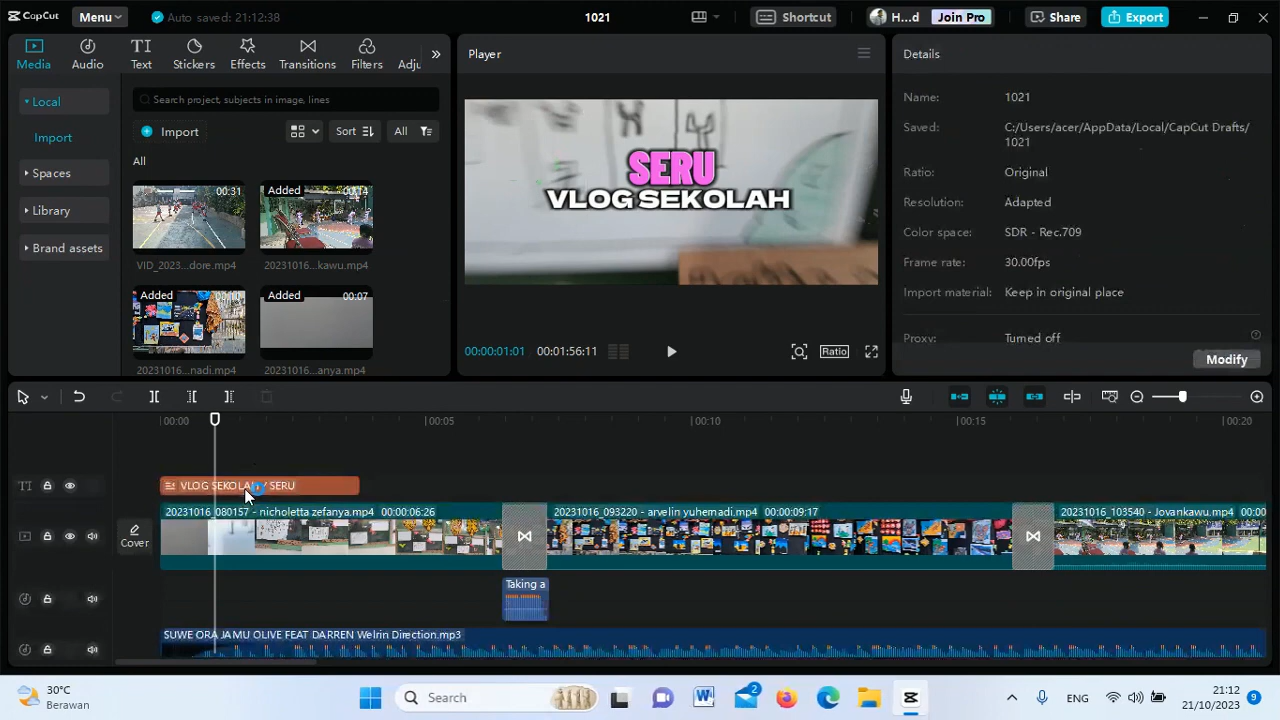 CapCut
Menu
Auto saved: 21:12:38
1021
Shortcut
H...d
Join Pro
Share
Export
Media
Audio
Text
Stickers
Effects
Transitions
Filters
Adju
Local
Import
Spaces
Library
Brand assets
Search project, subjects in image, lines
Import
Sort
All
All
00:31
VID_2023...dore.mp4
Added
20231016...kawu.mp4
Added
20231016...nadi.mp4
Added
00:07
20231016...anya.mp4
Player
SERU
VLOG SEKOLAH
00:00:01:01
00:01:56:11
Ratio
Details
Name:
1021
Saved:
C:/Users/acer/AppData/Local/CapCut Drafts/
1021
Ratio:
Original
Resolution:
Adapted
Color space:
SDR - Rec.709
Frame rate:
30.00fps
Import material:
Keep in original place
Proxy:
Turned off
Modify
00:00
00:05
00:10
00:15
00:20
VLOG SEKOLAH / SERU
20231016_080157 - nicholetta zefanya.mp4 00:00:06:26
20231016_093220 - arvelin yuhernadi.mp4 00:00:09:17
20231016_103540 - Jovankawu.mp4 00:00
Cover
Taking a
SUWE ORA JAMU OLIVE FEAT DARREN Welrin Direction.mp3
30°C
Berawan
Search
2
ENG
21:12
21/10/2023
9